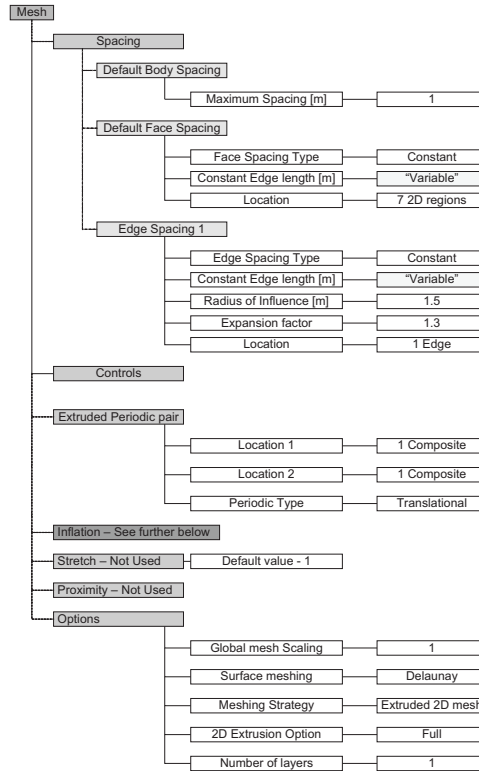 Mesh
Spacing
Default Body Spacing
Maximum Spacing [m] 1
Default Face Spacing
Face Spacing Type Constant
Constant Edge length [m] "Variable"
Location 7 2D regions
Edge Spacing 1
Edge Spacing Type Constant
Constant Edge length [m] "Variable"
Radius of Influence [m] 1.5
Expansion factor 1.3
Location 1 Edge
Controls
Extruded Periodic pair
Location 1 1 Composite
Location 2 1 Composite
Periodic Type Translational
Inflation – See further below
Stretch – Not Used Default value - 1
Proximity – Not Used
Options
Global mesh Scaling 1
Surface meshing Delaunay
Meshing Strategy Extruded 2D mesh
2D Extrusion Option Full
Number of layers 1